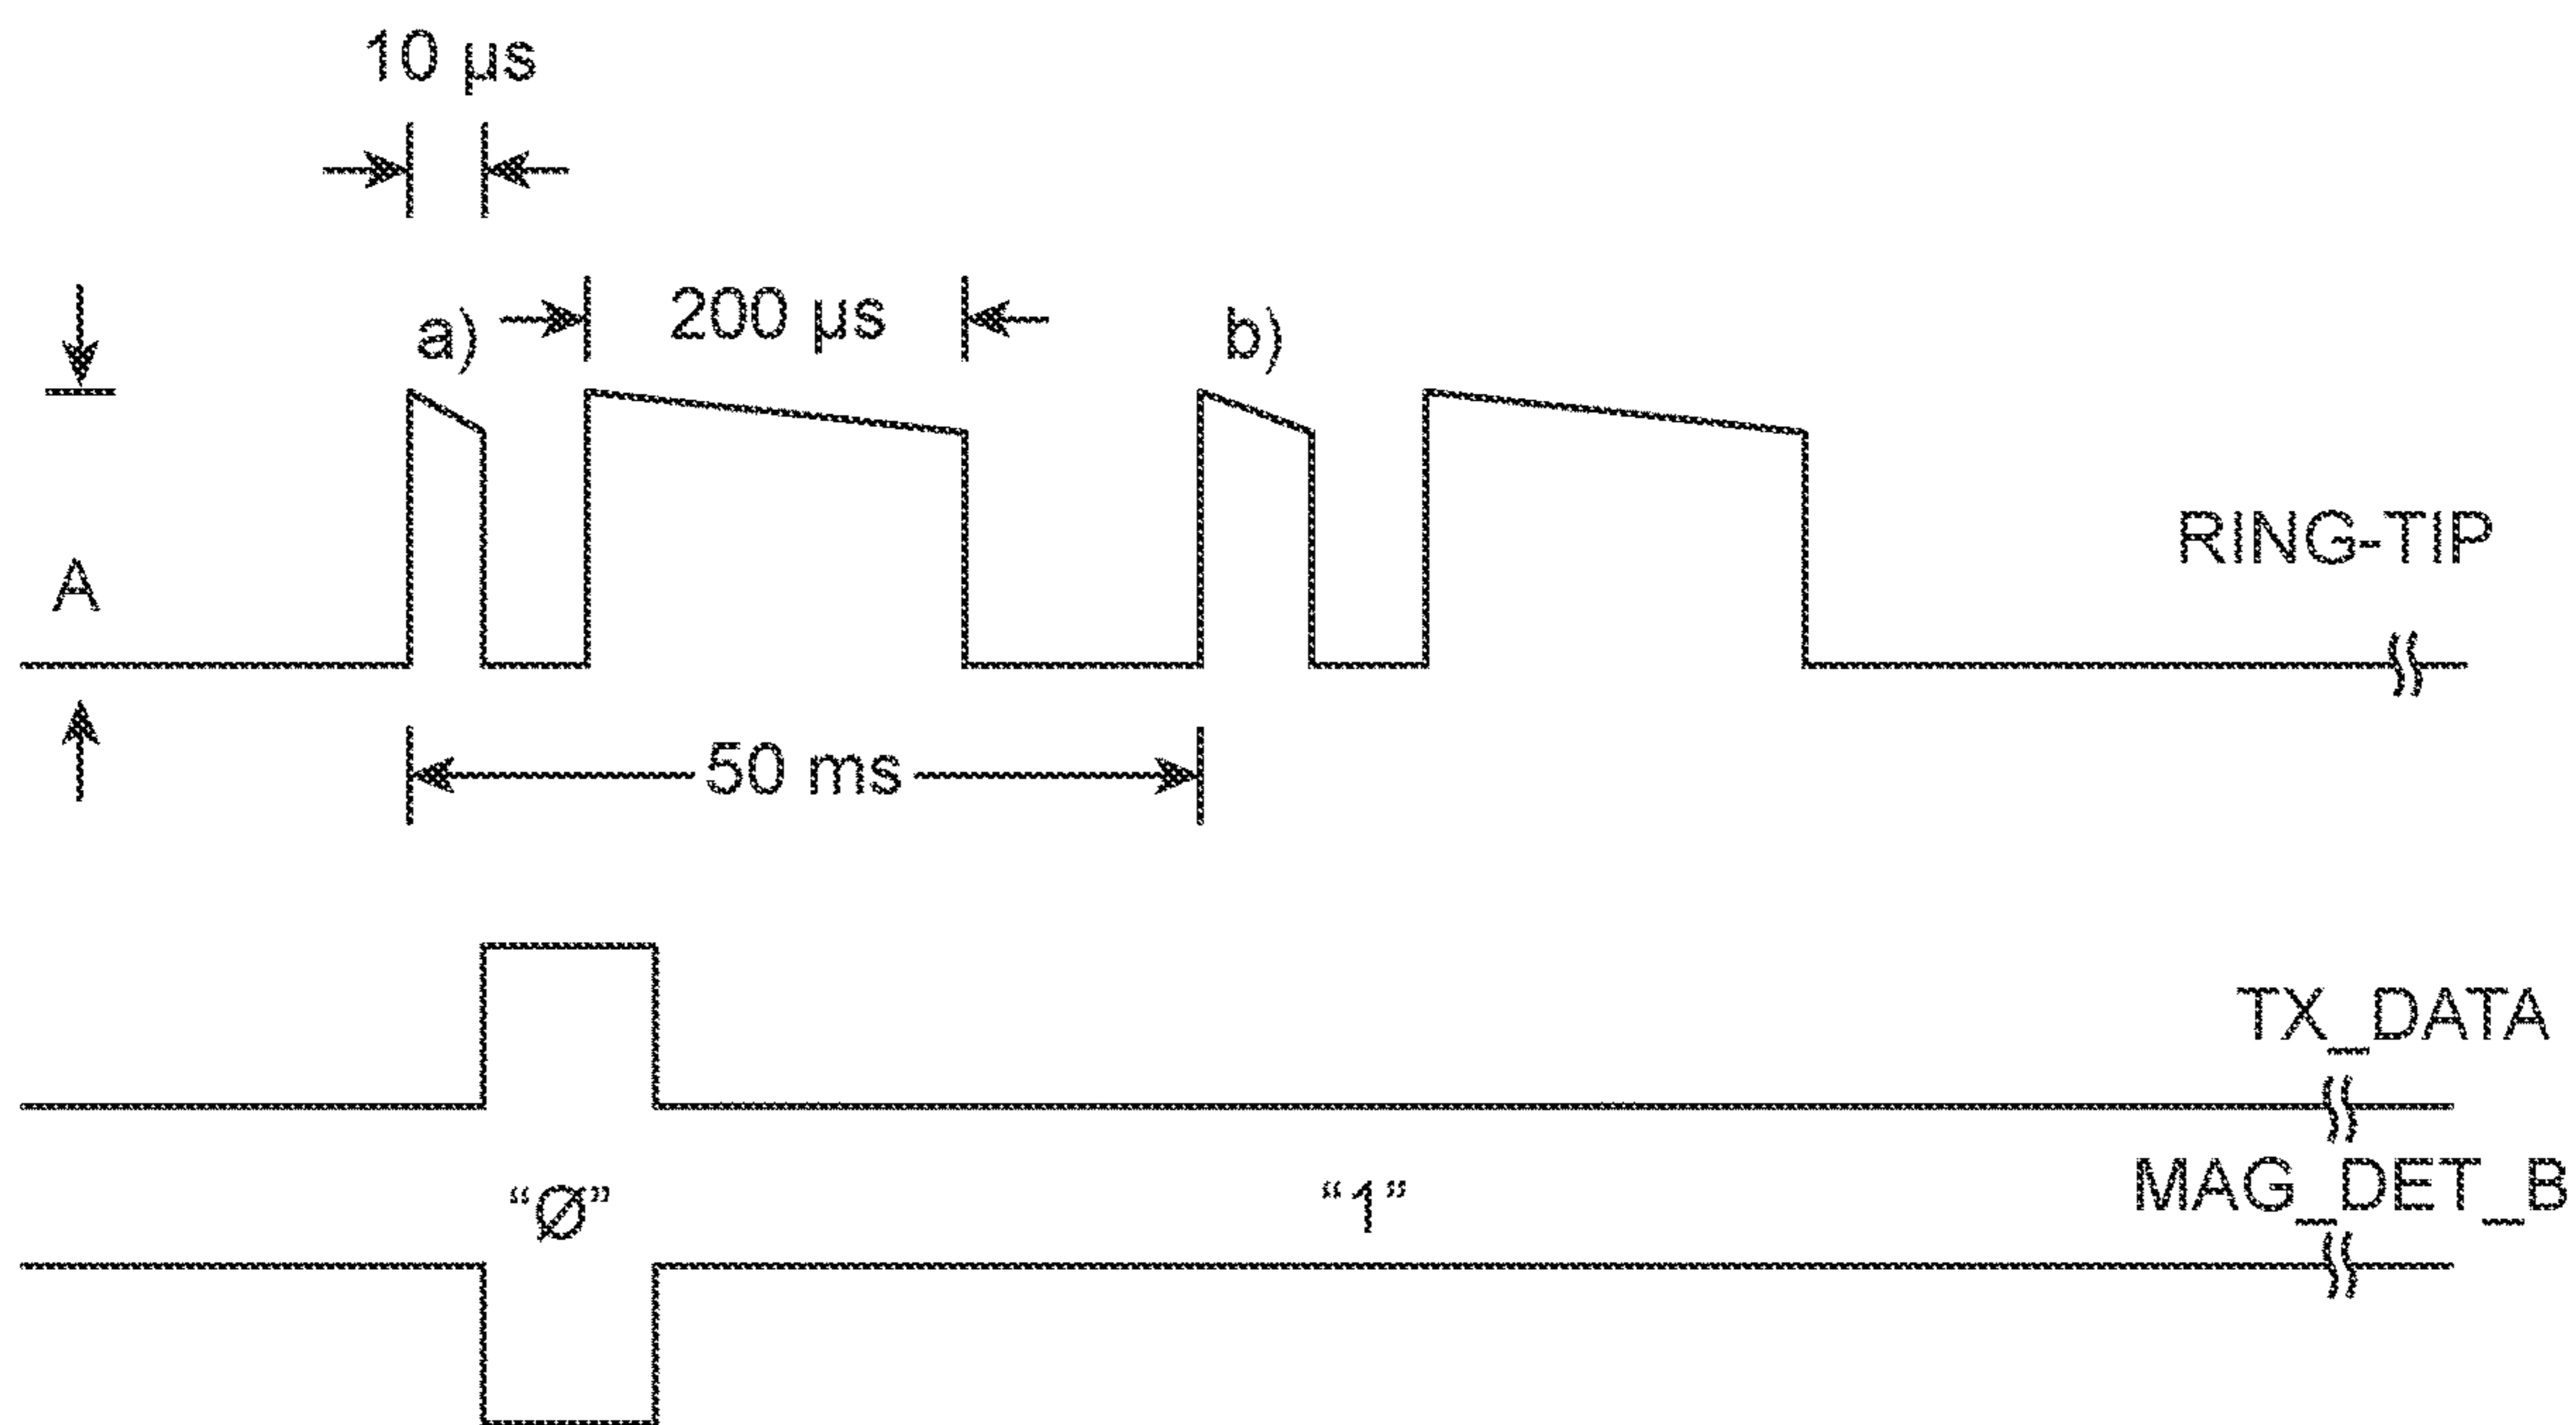 10 µs
a)
200 µs
b)
A
RING-TIP
50 ms
TX_DATA
“Ø”
“1”
MAG_DET_B